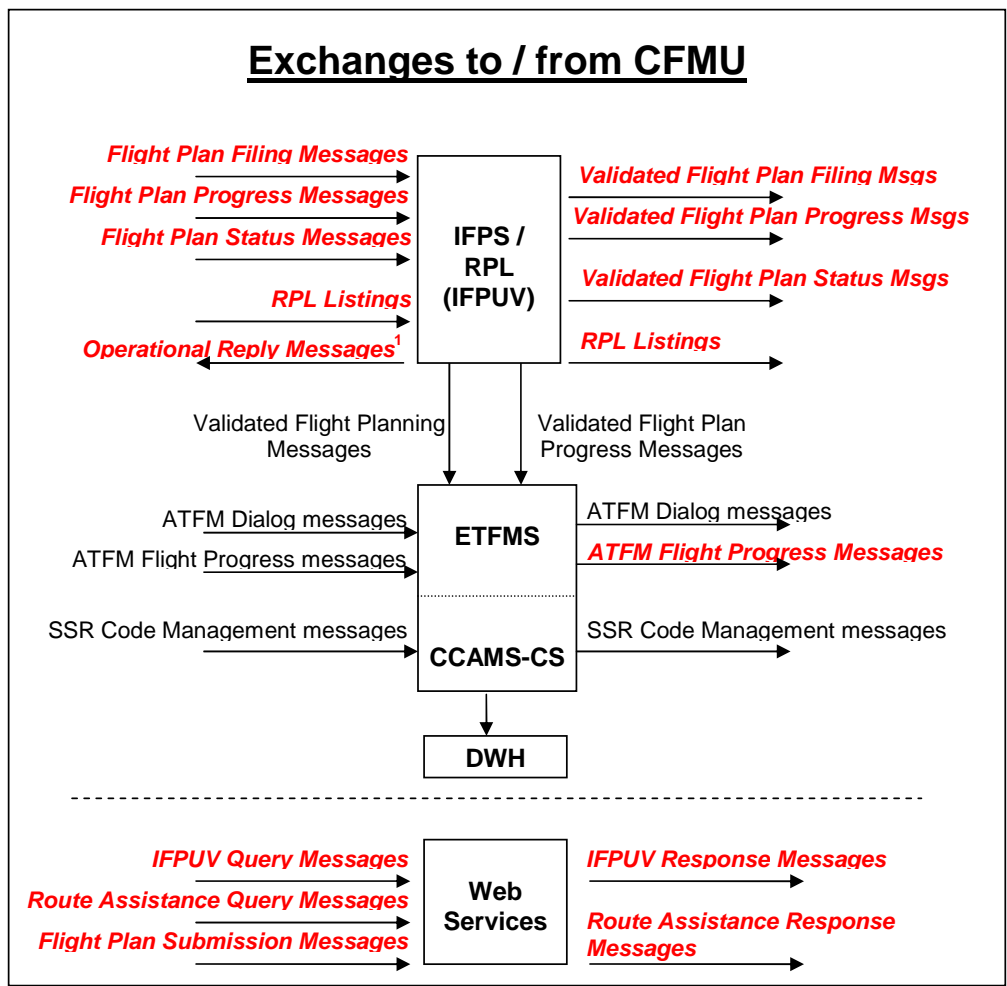 Exchanges to / from CFMU
Flight Plan Filing Messages
Flight Plan Progress Messages
Flight Plan Status Messages
RPL Listings
Operational Reply Messages1
IFPS /
RPL
(IFPUV)
Validated Flight Plan Filing Msgs
Validated Flight Plan Progress Msgs
Validated Flight Plan Status Msgs
RPL Listings
Validated Flight Planning
Messages
Validated Flight Plan
Progress Messages
ATFM Dialog messages
ATFM Flight Progress messages
SSR Code Management messages
ETFMS
CCAMS-CS
ATFM Dialog messages
ATFM Flight Progress Messages
SSR Code Management messages
DWH
IFPUV Query Messages
Route Assistance Query Messages
Flight Plan Submission Messages
Web
Services
IFPUV Response Messages
Route Assistance Response
Messages